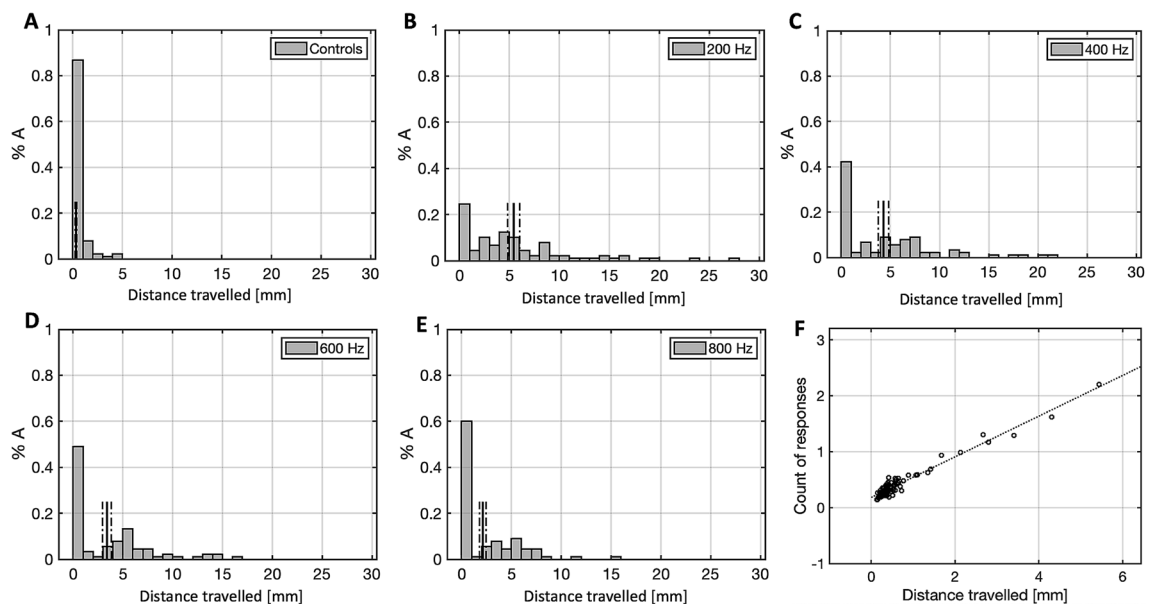 A
1
0.8
0.6
0.4
0.2
0
% A
Controls
0 5 10 15 20 25 30
Distance travelled [mm]
B
1
0.8
0.6
0.4
0.2
0
% A
200 Hz
0 5 10 15 20 25 30
Distance travelled [mm]
C
1
0.8
0.6
0.4
0.2
0
% A
400 Hz
0 5 10 15 20 25 30
Distance travelled [mm]
D
1
0.8
0.6
0.4
0.2
0
% A
600 Hz
0 5 10 15 20 25 30
Distance travelled [mm]
E
1
0.8
0.6
0.4
0.2
0
% A
800 Hz
0 5 10 15 20 25 30
Distance travelled [mm]
F
3
2
1
0
-1
Count of responses
0 2 4 6
Distance travelled [mm]